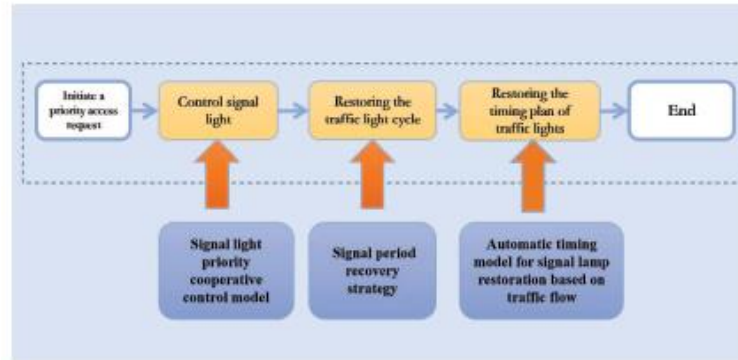 Initiate a
priority access
request
Control signal
light
Restoring the
traffic light cycle
Restoring the
timing plan of
traffic lights
End
Signal light
priority
cooperative
control model
Signal period
recovery
strategy
Automatic timing
model for signal lamp
restoration based on
traffic flow